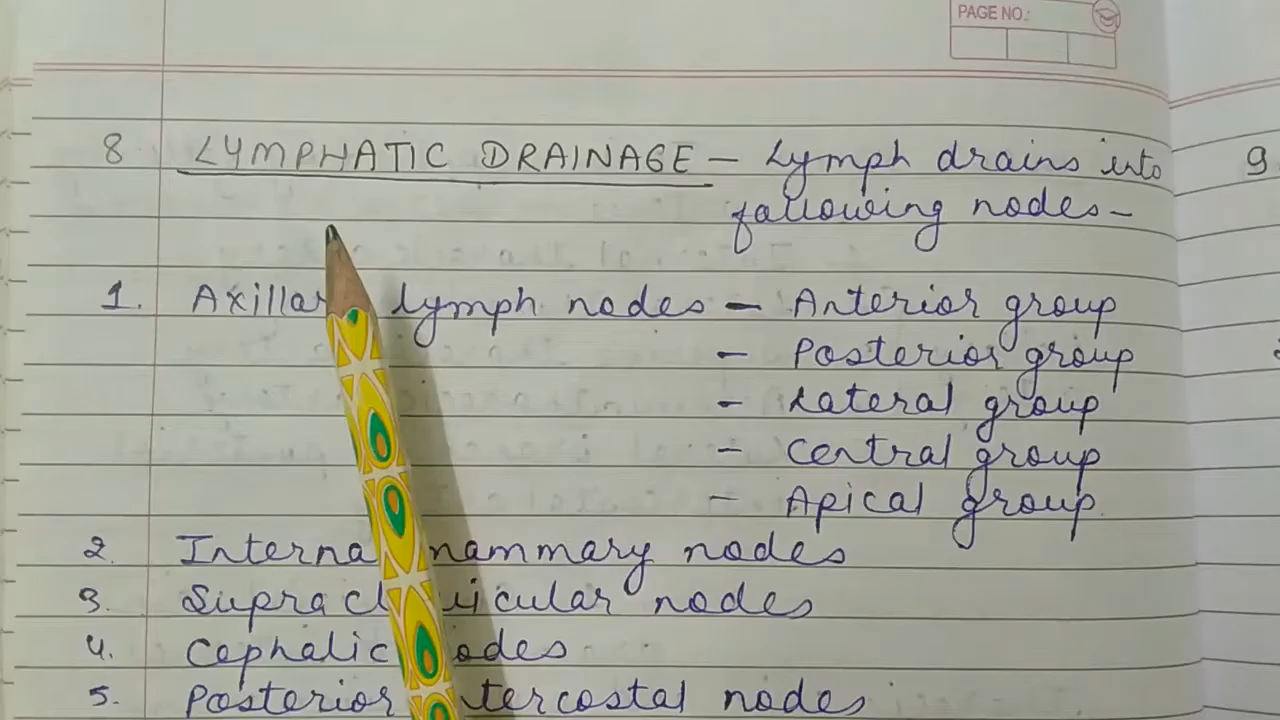 PAGE NO.:
8 LYMPHATIC DRAINAGE - Lymph drains into
following nodes-
9
1. Axillar lymph nodes - Anterior group
- Posterior group
- Lateral group
- Central group
- Apical group
2. Interna mammary nodes
3. Supracl icular nodes
4. Cephalic odes
5. Posterior tercostal nodes